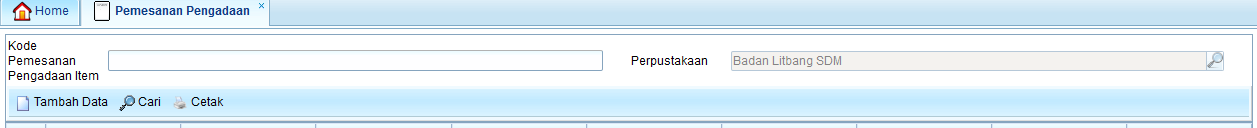 Home
Pemesanan Pengadaan
Kode
Pemesanan
Pengadaan Item
Perpustakaan
Badan Litbang SDM
Tambah Data
Cari
Cetak